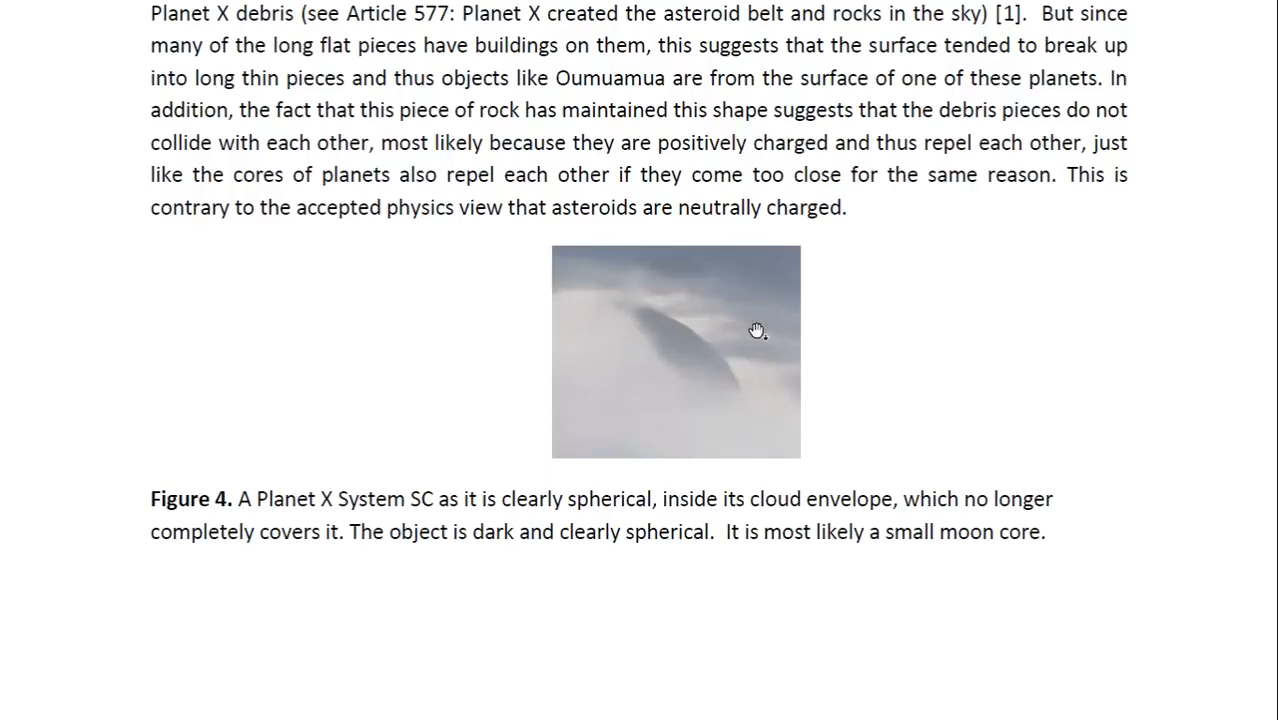 Planet X debris (see Article 577: Planet X created the asteroid belt and rocks in the sky) [1].  But since
many of the long flat pieces have buildings on them, this suggests that the surface tended to break up
into long thin pieces and thus objects like Oumuamua are from the surface of one of these planets. In
addition, the fact that this piece of rock has maintained this shape suggests that the debris pieces do not
collide with each other, most likely because they are positively charged and thus repel each other, just
like the cores of planets also repel each other if they come too close for the same reason. This is
contrary to the accepted physics view that asteroids are neutrally charged.
Figure 4. A Planet X System SC as it is clearly spherical, inside its cloud envelope, which no longer
completely covers it. The object is dark and clearly spherical.  It is most likely a small moon core.